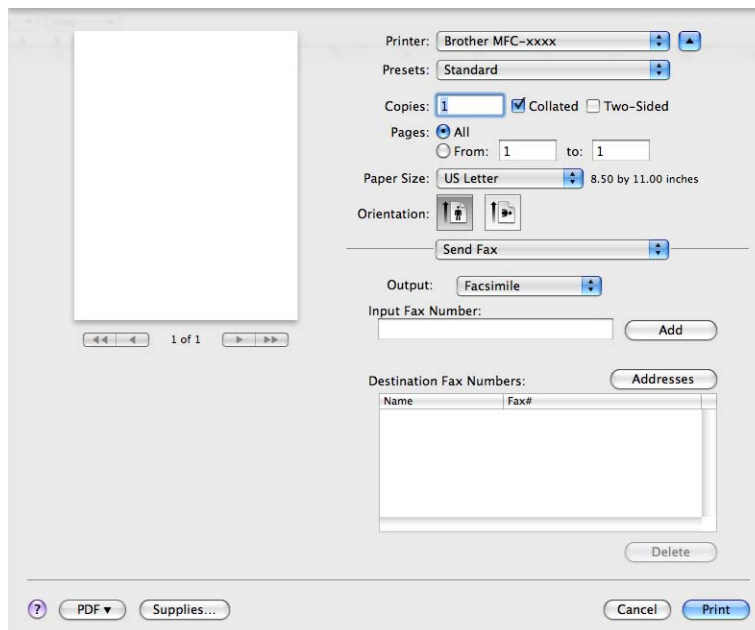 Printer: Brother MFC-xxxx
Presets: Standard
Copies: 1 Collated Two-Sided
Pages: All
From: 1 to: 1
Paper Size: US Letter 8.50 by 11.00 inches
Orientation:
Send Fax
Output: Facsimile
Input Fax Number:
Add
1 of 1
Destination Fax Numbers: Addresses
Name Fax#
Delete
? PDF Supplies... Cancel Print